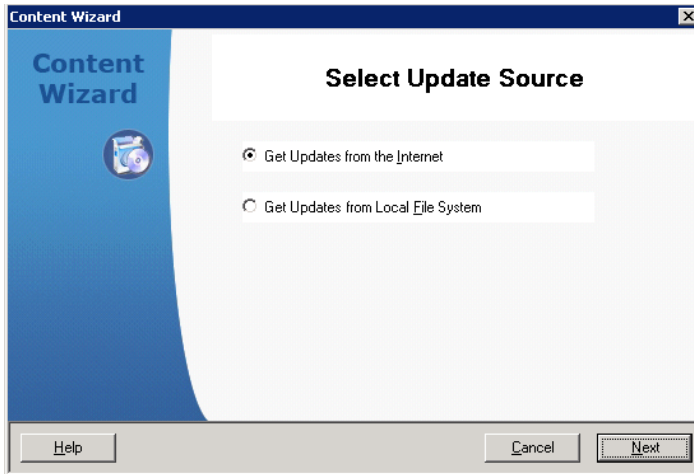 Content Wizard
Content
Wizard
Select Update Source
Get Updates from the Internet
Get Updates from Local File System
Help
Cancel
Next